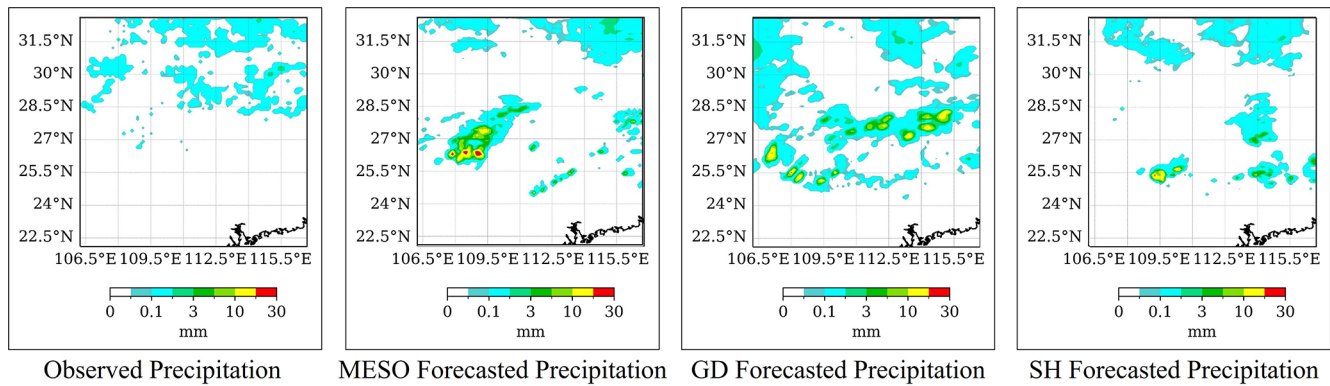 31.5°N
30°N
28.5°N
27°N
25.5°N
24°N
22.5°N
106.5°E 109.5°E 112.5°E 115.5°E
0 0.1 3 10 30
mm
Observed Precipitation
31.5°N
30°N
28.5°N
27°N
25.5°N
24°N
22.5°N
106.5°E 109.5°E 112.5°E 115.5°E
0 0.1 3 10 30
mm
MESO Forecasted Precipitation
31.5°N
30°N
28.5°N
27°N
25.5°N
24°N
22.5°N
106.5°E 109.5°E 112.5°E 115.5°E
0 0.1 3 10 30
mm
GD Forecasted Precipitation
31.5°N
30°N
28.5°N
27°N
25.5°N
24°N
22.5°N
106.5°E 109.5°E 112.5°E 115.5°E
0 0.1 3 10 30
mm
SH Forecasted Precipitation